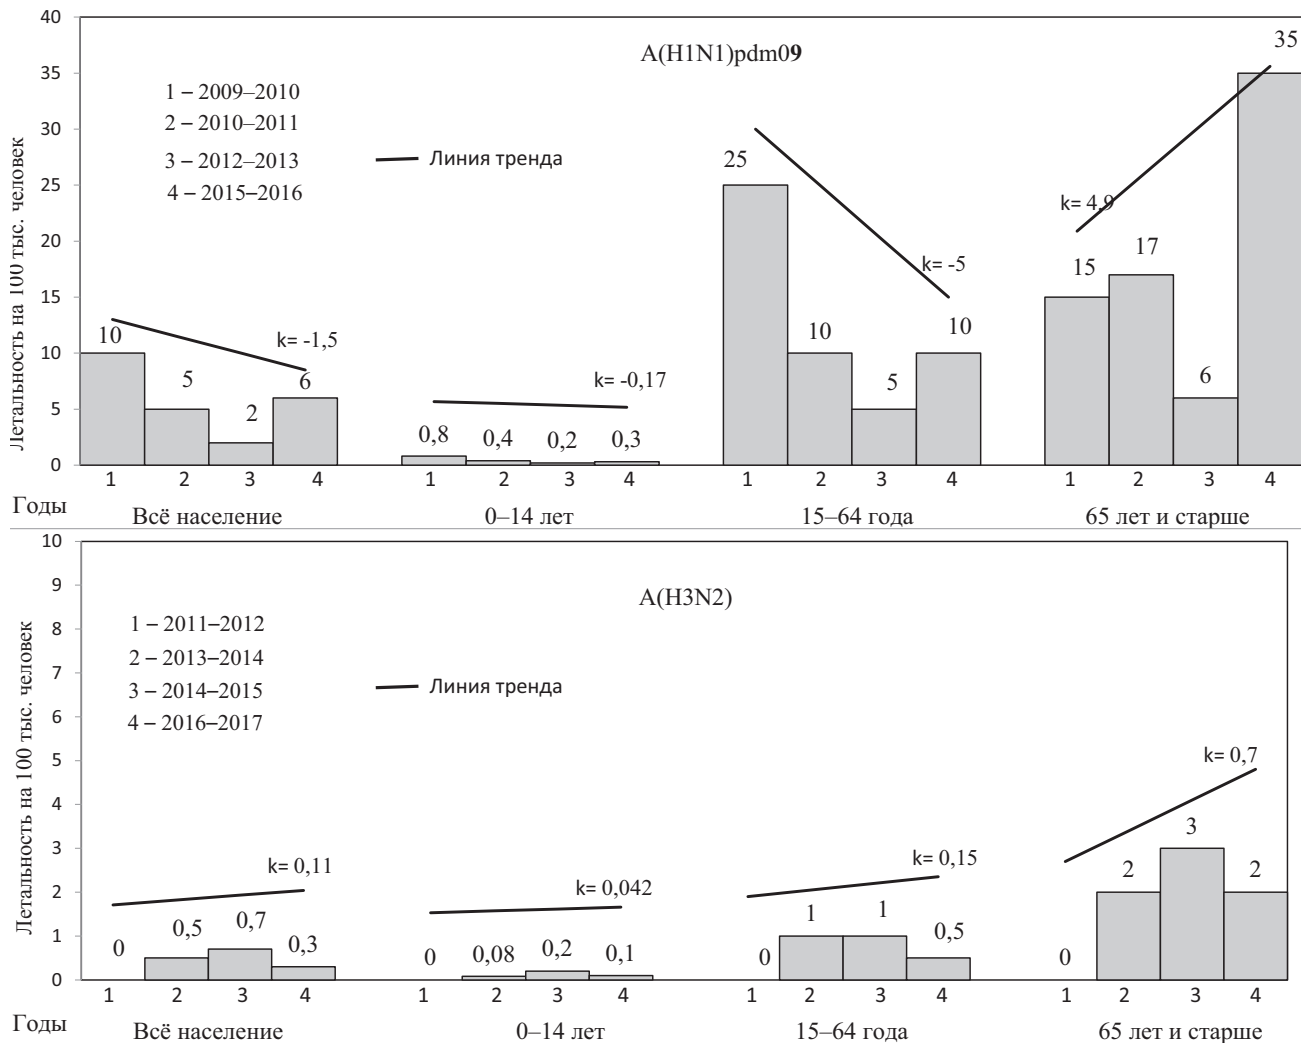 A(H1N1)pdm09
1 – 2009–2010
2 – 2010–2011
3 – 2012–2013
4 – 2015–2016
Линия тренда
Летальность на 100 тыс. человек
40
35
30
25
20
15
10
5
0
10
5
2
6
k= -1,5
0,8
0,4
0,2
0,3
k= -0,17
25
10
5
10
k= -5
15
17
6
35
k= 4,9
1 2 3 4 1 2 3 4 1 2 3 4 1 2 3 4
Годы
Всё население 0–14 лет 15–64 года 65 лет и старше
A(H3N2)
1 – 2011–2012
2 – 2013–2014
3 – 2014–2015
4 – 2016–2017
Линия тренда
Летальность на 100 тыс. человек
10
9
8
7
6
5
4
3
2
1
0
0
0,5
0,7
0,3
k= 0,11
0
0,08
0,2
0,1
k= 0,042
0
1
1
0,5
k= 0,15
0
2
3
2
k= 0,7
1 2 3 4 1 2 3 4 1 2 3 4 1 2 3 4
Годы
Всё население 0–14 лет 15–64 года 65 лет и старше